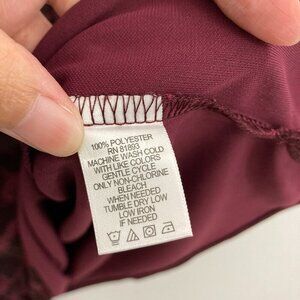 100% POLYESTER
RN 81893
MACHINE WASH COLD
WITH LIKE COLORS
GENTLE CYCLE
ONLY NON-CHLORINE
BLEACH
WHEN NEEDED
TUMBLE DRY LOW
LOW IRON
IF NEEDED